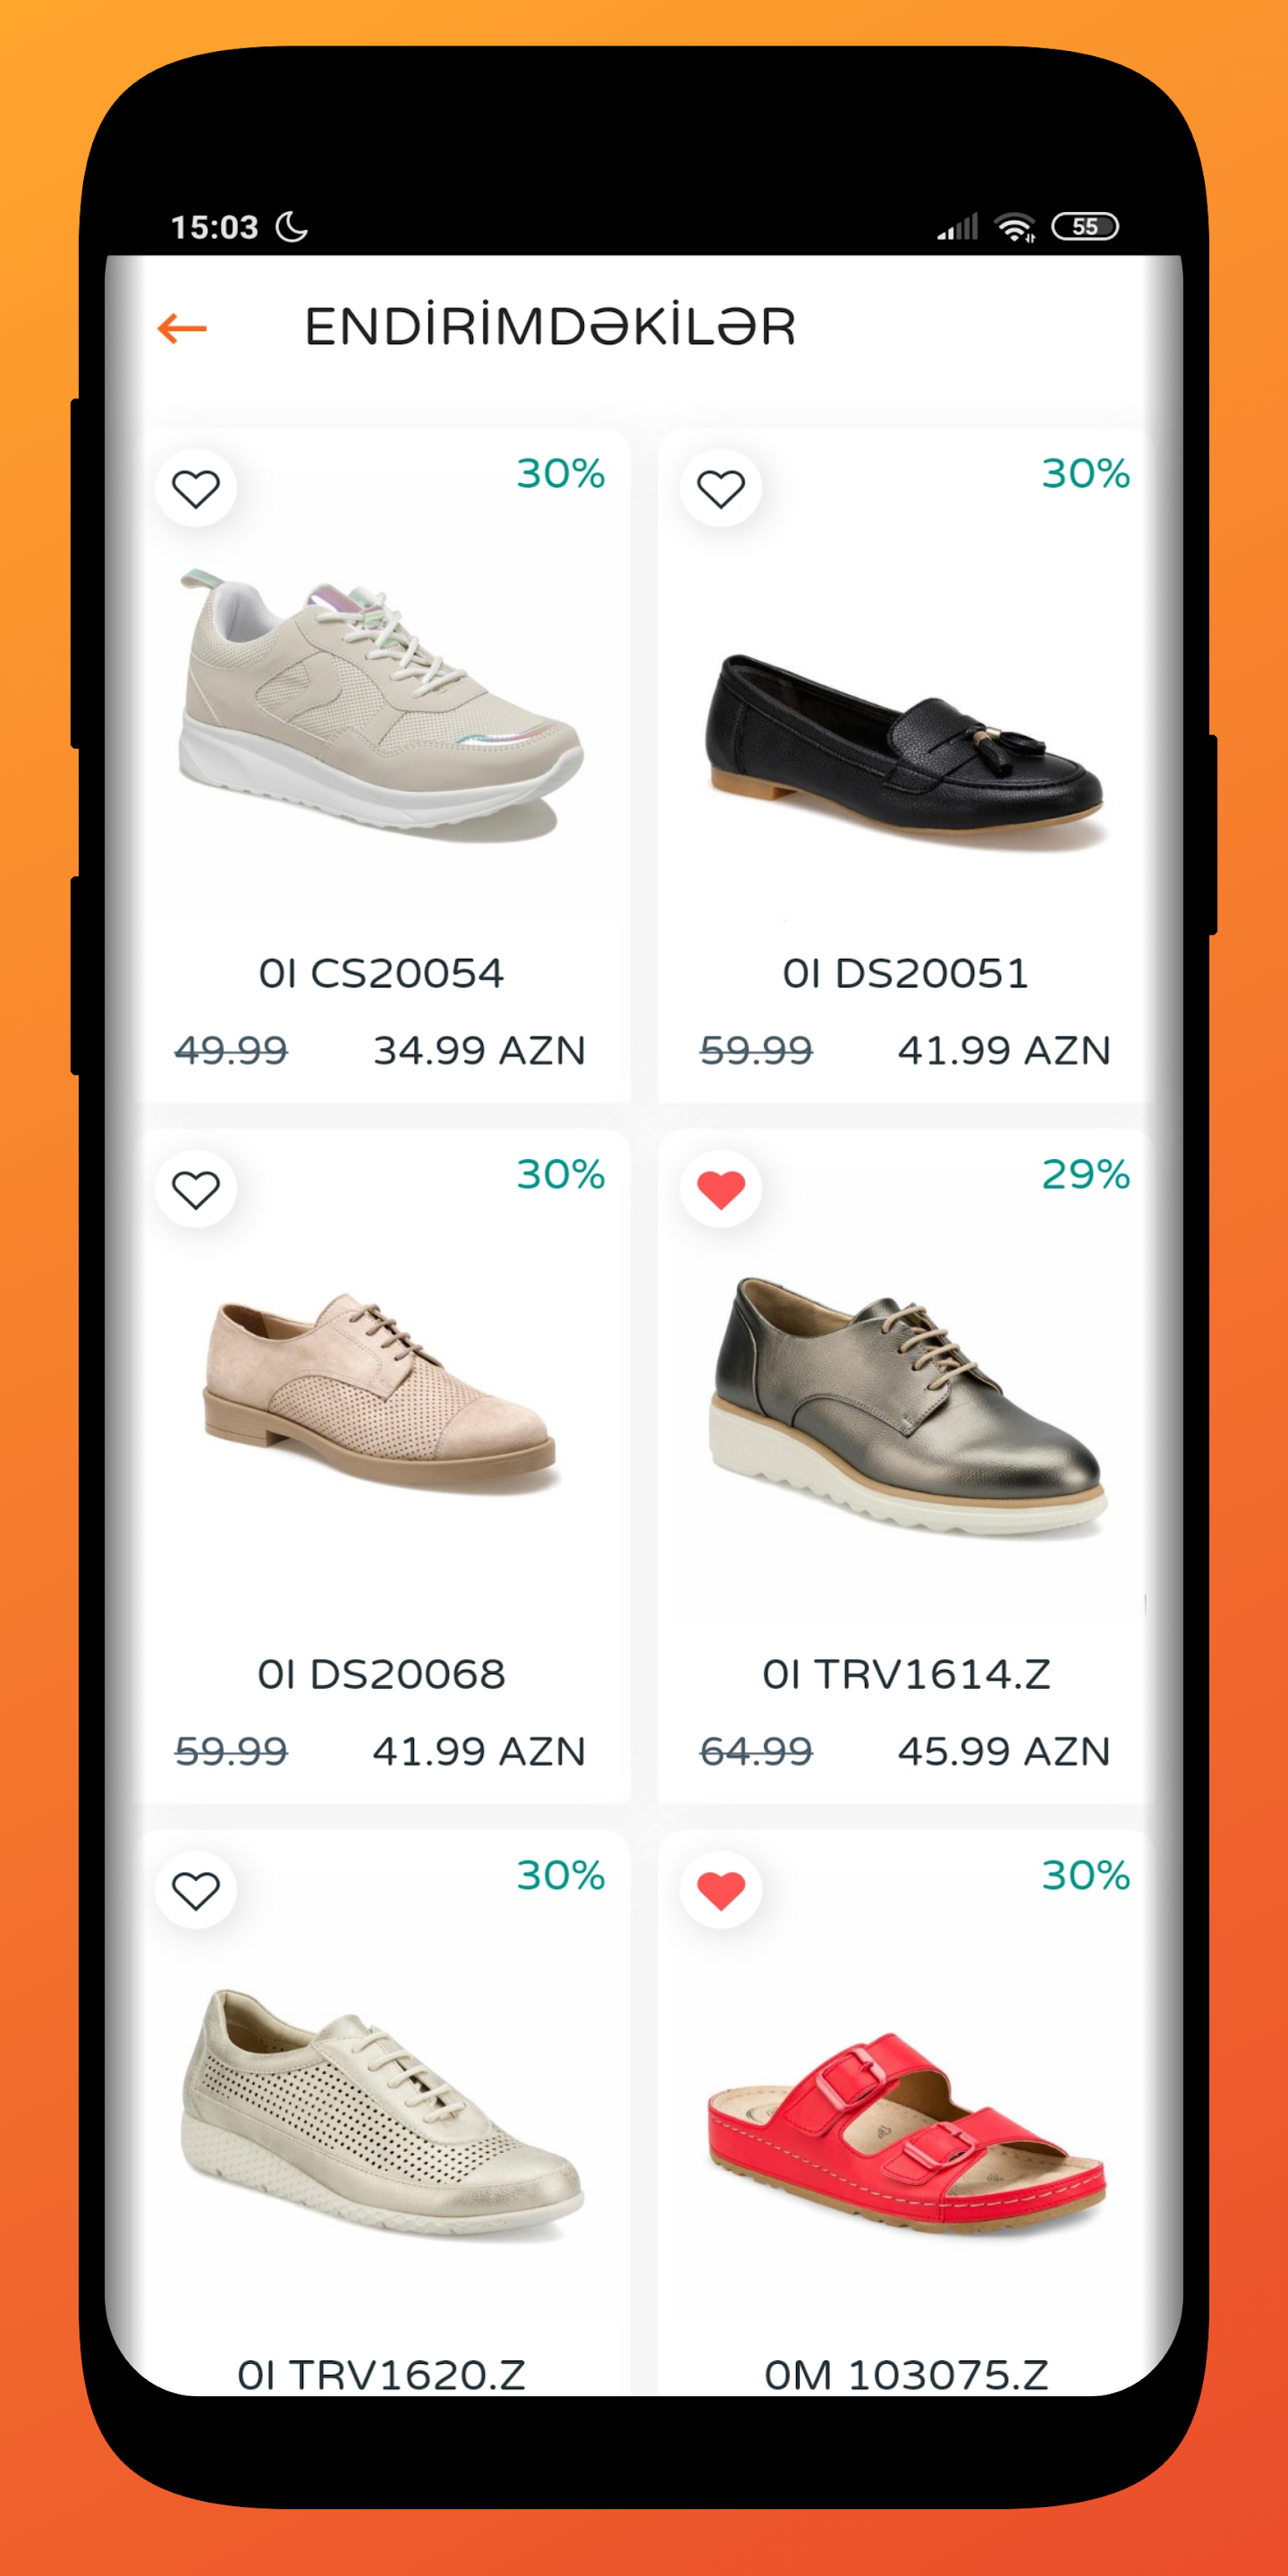 15:03 55
ENDİRİMDƏKİLƏR
30% 30%
0I CS20054 0I DS20051
49.99 34.99 AZN 59.99 41.99 AZN
30% 29%
0I DS20068 0I TRV1614.Z
59.99 41.99 AZN 64.99 45.99 AZN
30% 30%
0I TRV1620.Z 0M 103075.Z